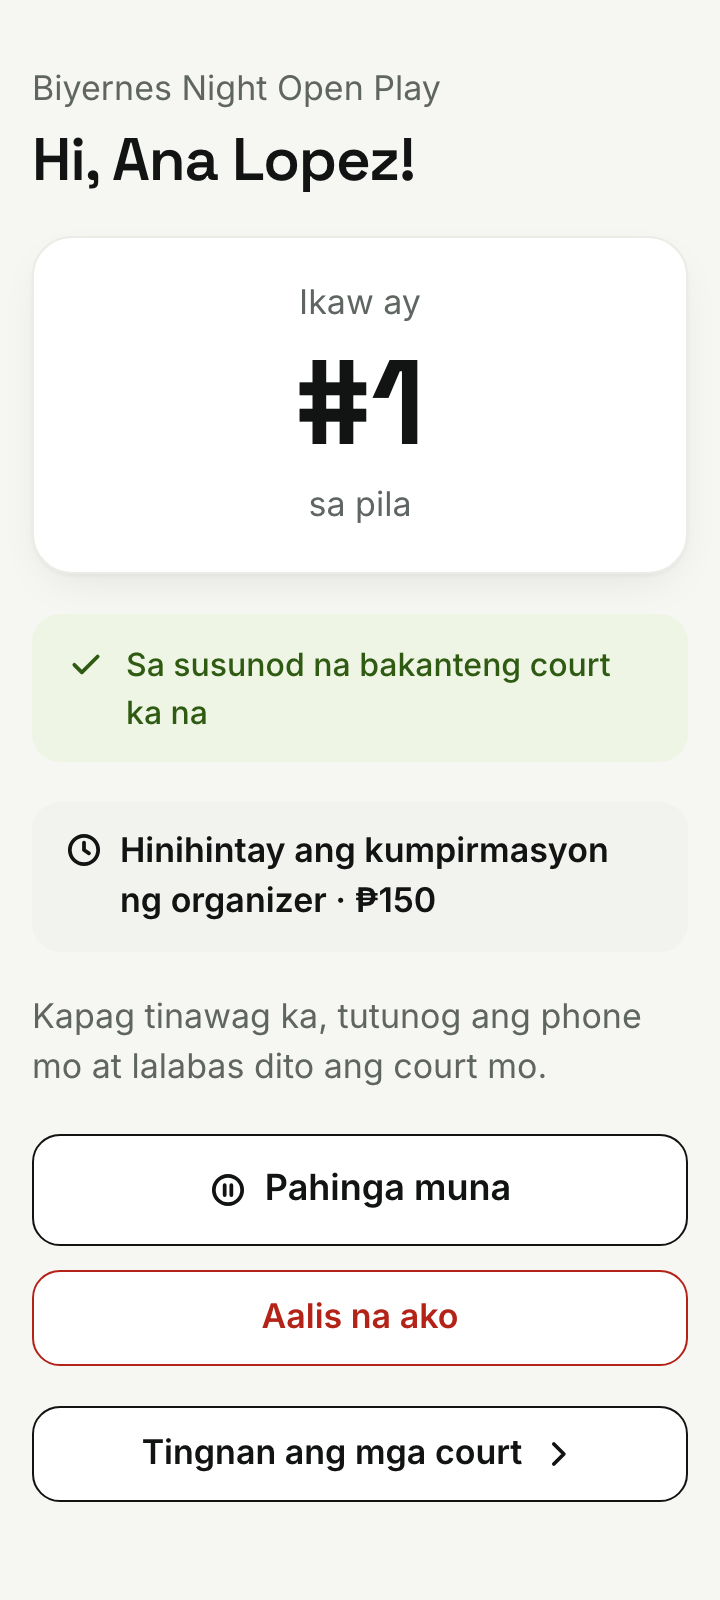 Biyernes Night Open Play
Hi, Ana Lopez!
Ikaw ay
#1
sa pila
Sa susunod na bakanteng court
ka na
Hinihintay ang kumpirmasyon
ng organizer · ₱150
Kapag tinawag ka, tutunog ang phone
mo at lalabas dito ang court mo.
Pahinga muna
Aalis na ako
Tingnan ang mga court